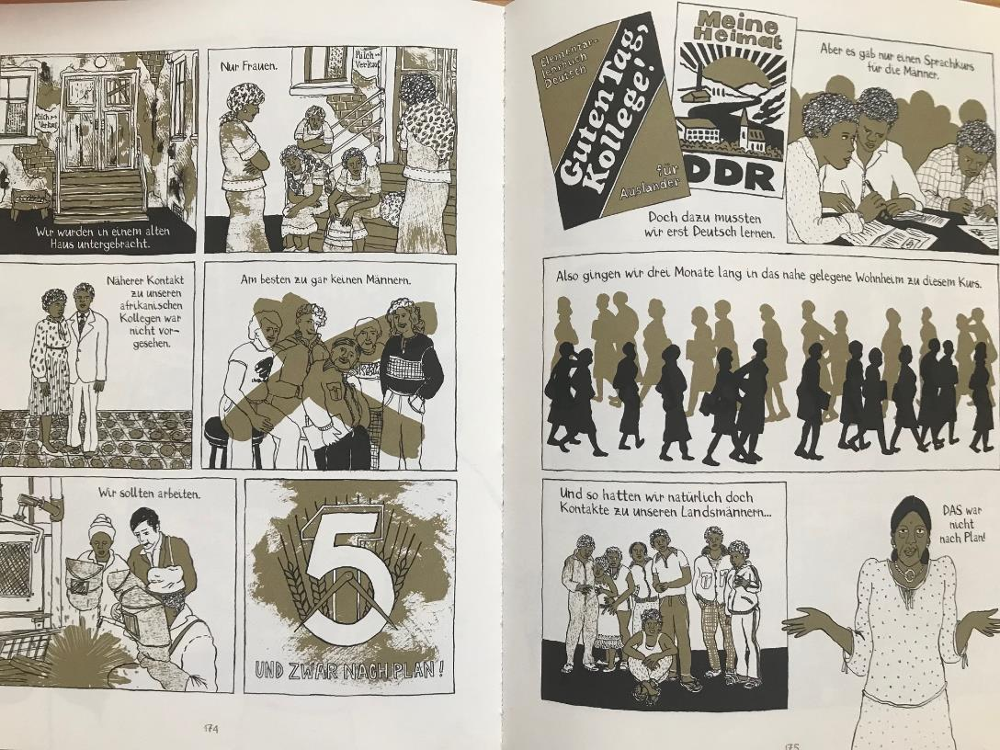 Milch- u.
Verkauf
Wir wurden in einem alten
Haus untergebracht.
Nur Frauen.
Milch u.
Verkauf
Näherer Kontakt
zu unseren
afrikanischen
Kollegen war
nicht vor-
gesehen.
Am besten zu gar keinen Männern.
Wir sollten arbeiten.
5
UND ZWAR NACH PLAN!
174
Elementar-
lehrbuch
Deutsch
Guten Tag,
Kollege!
für
Ausländer
Meine
Heimat
DDR
Doch dazu mussten
wir erst Deutsch lernen.
Aber es gab nur einen Sprachkurs
für die Männer.
Also gingen wir drei Monate lang in das nahe gelegene Wohnheim zu diesem Kurs.
Und so hatten wir natürlich doch
Kontakte zu unseren Landsmännern...
DAS war
nicht
nach Plan!
175